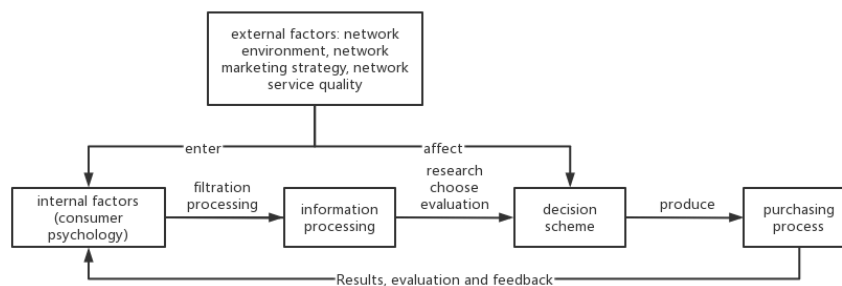 external factors: network
environment, network
marketing strategy, network
service quality
enter
affect
internal factors
(consumer
psychology)
filtration
processing
information
processing
research
choose
evaluation
decision
scheme
produce
purchasing
process
Results, evaluation and feedback